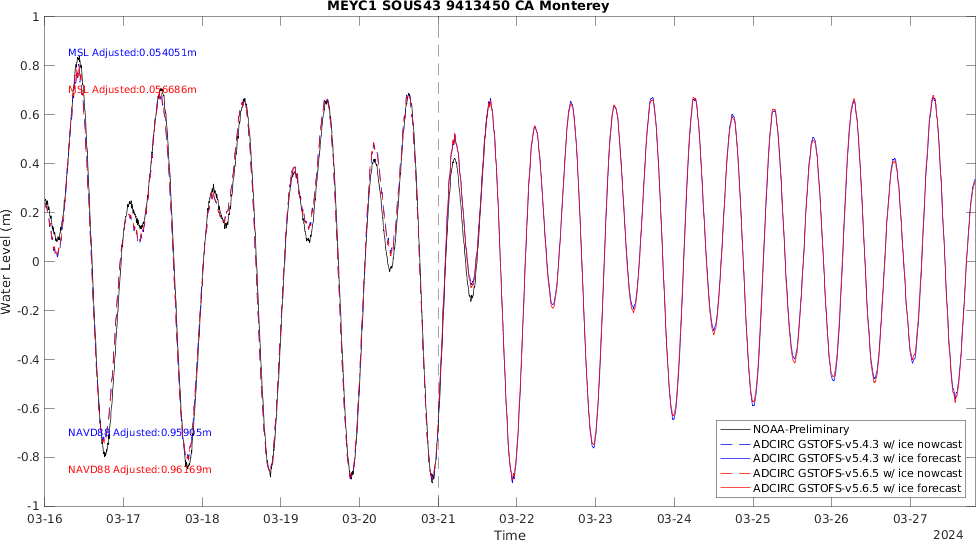 MEYC1 SOUS43 9413450 CA Monterey
1
0.8
0.6
0.4
0.2
0
-0.2
-0.4
-0.6
-0.8
-1
Water Level (m)
MSL Adjusted:0.054051m
MSL Adjusted:0.056686m
NAVD88 Adjusted:0.95905m
NAVD88 Adjusted:0.96169m
NOAA-Preliminary
ADCIRC GSTOFS-v5.4.3 w/ ice nowcast
ADCIRC GSTOFS-v5.4.3 w/ ice forecast
ADCIRC GSTOFS-v5.6.5 w/ ice nowcast
ADCIRC GSTOFS-v5.6.5 w/ ice forecast
03-16 03-17 03-18 03-19 03-20 03-21 03-22 03-23 03-24 03-25 03-26 03-27
Time
2024